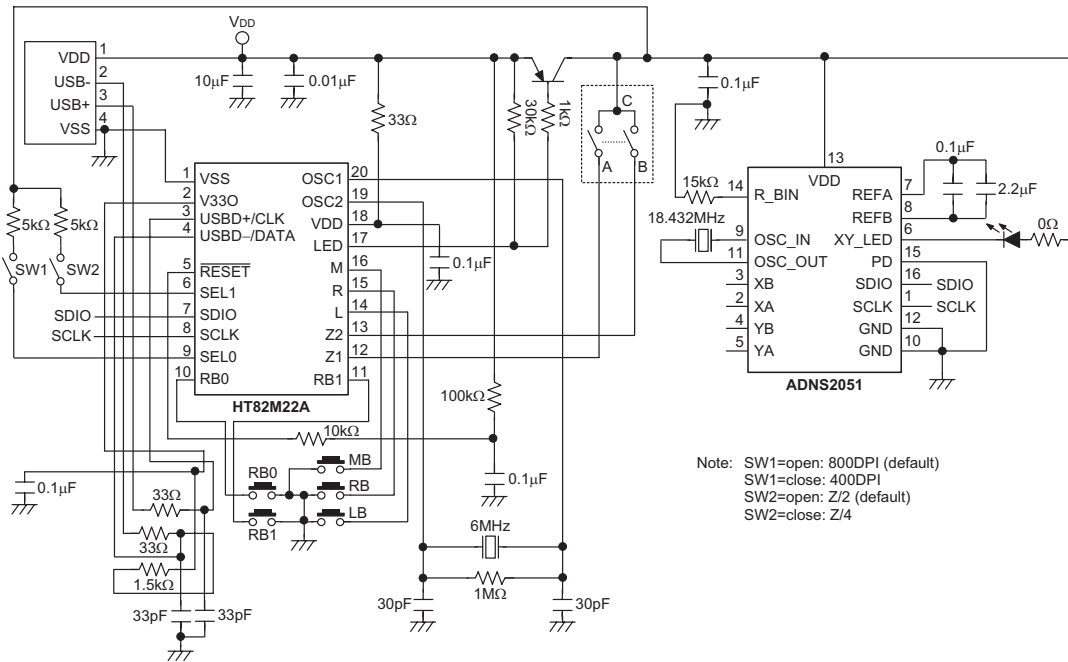 VDD
1
VDD
2
USB-
3
USB+
4
VSS
10μF
0.01μF
33Ω
30kΩ
1kΩ
C
A
B
0.1μF
15kΩ
18.432MHz
5kΩ
5kΩ
SW1
SW2
SDIO
SCLK
1 VSS
2 V33O
3 USBD+/CLK
4 USBD−/DATA
5 RESET
6 SEL1
7 SDIO
8 SCLK
9 SEL0
10 RB0
OSC1 20
OSC2 19
VDD 18
LED 17
M 16
R 15
L 14
Z2 13
Z1 12
RB1 11
HT82M22A
0.1μF
13
VDD
14 R_BIN
9 OSC_IN
11 OSC_OUT
3 XB
2 XA
4 YB
5 YA
REFA 7
REFB 8
XY_LED 6
PD 15
SDIO 16 SDIO
SCLK 1 SCLK
GND 12
GND 10
ADNS2051
0.1μF
2.2μF
0Ω
100kΩ
10kΩ
0.1μF
MB
RB0
RB
LB
RB1
0.1μF
33Ω
33Ω
1.5kΩ
33pF
33pF
6MHz
1MΩ
30pF
30pF
Note: SW1=open: 800DPI (default)
SW1=close: 400DPI
SW2=open: Z/2 (default)
SW2=close: Z/4